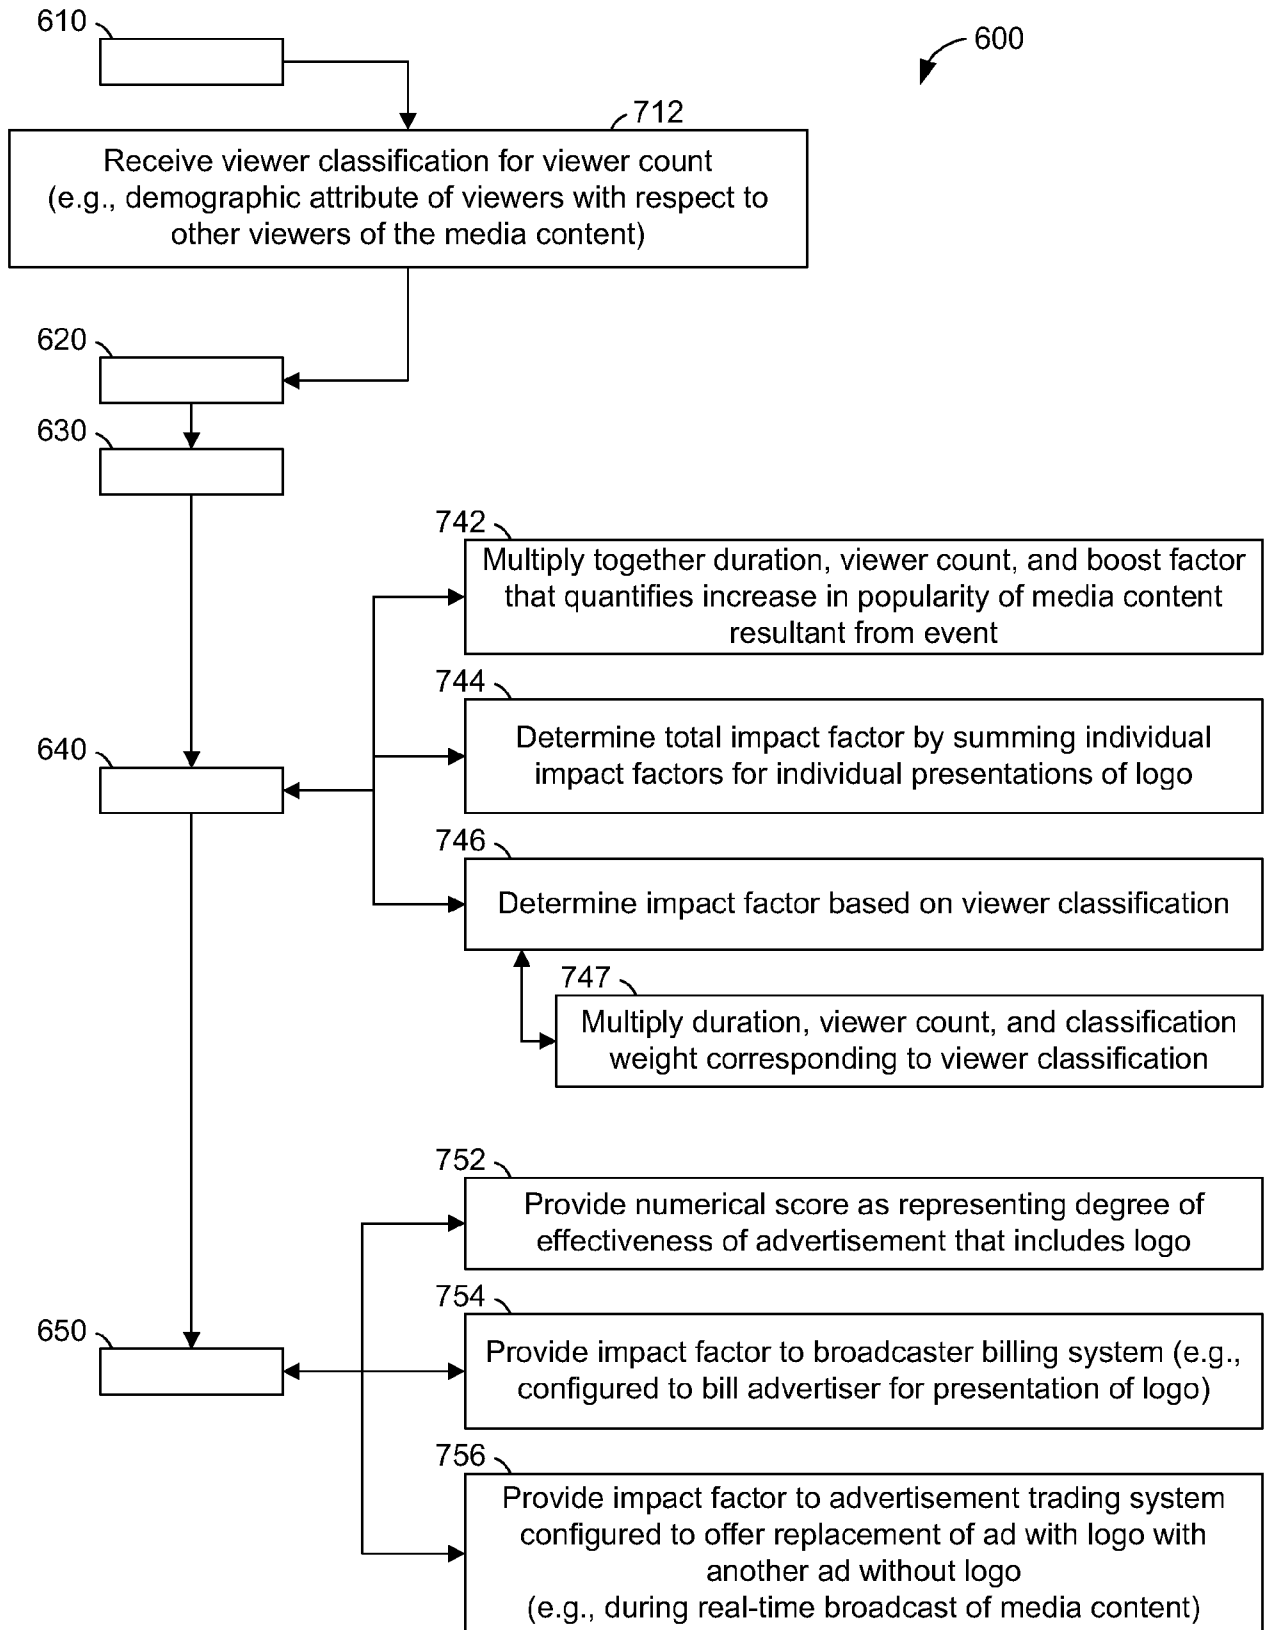 610
600
712
Receive viewer classification for viewer count
(e.g., demographic attribute of viewers with respect to
other viewers of the media content)
620
630
742
Multiply together duration, viewer count, and boost factor
that quantifies increase in popularity of media content
resultant from event
744
Determine total impact factor by summing individual
impact factors for individual presentations of logo
640
746
Determine impact factor based on viewer classification
747
Multiply duration, viewer count, and classification
weight corresponding to viewer classification
752
Provide numerical score as representing degree of
effectiveness of advertisement that includes logo
754
Provide impact factor to broadcaster billing system (e.g.,
configured to bill advertiser for presentation of logo)
650
756
Provide impact factor to advertisement trading system
configured to offer replacement of ad with logo with
another ad without logo
(e.g., during real-time broadcast of media content)